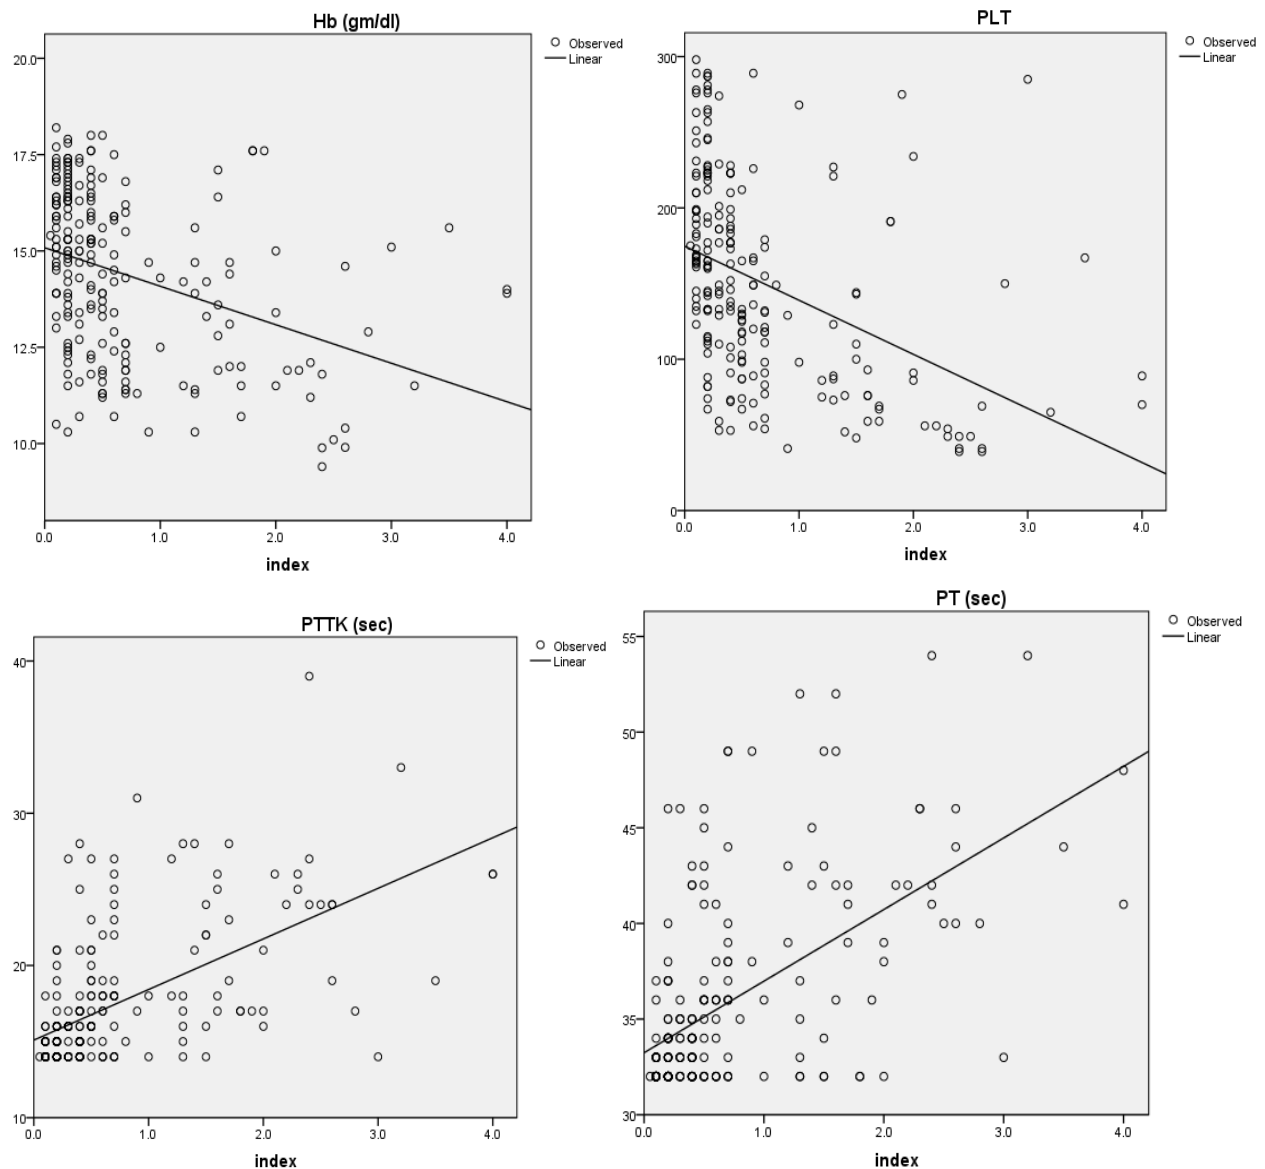 Hb (gm/dl)
Observed
Linear
20.0
17.5
15.0
12.5
10.0
0.0 1.0 2.0 3.0 4.0
index
PLT
Observed
Linear
300
200
100
0
0.0 1.0 2.0 3.0 4.0
index
PTTK (sec)
Observed
Linear
40
30
20
10
0.0 1.0 2.0 3.0 4.0
index
PT (sec)
Observed
Linear
55
50
45
40
35
30
0.0 1.0 2.0 3.0 4.0
index